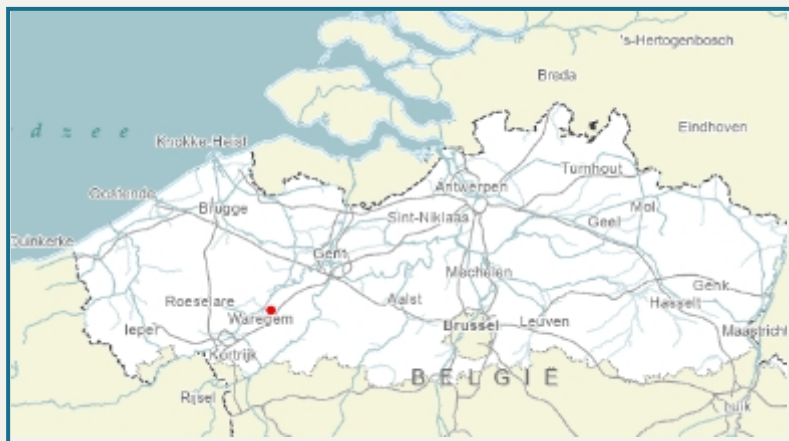 's-Hertogenbosch
Breda
d z e e
Eindhoven
Knokke-Heist
Turnhout
Oostende
Antwerpen
Brugge
Sint-Niklaas
Mol
Geel
Duinkerke
Gent
Mechelen
Genk
Roeselare
Aalst
Hasselt
Waregem
Ieper
Brussel
Leuven
Maastricht
Kortrijk
BELGIË
Rijsel
Luik